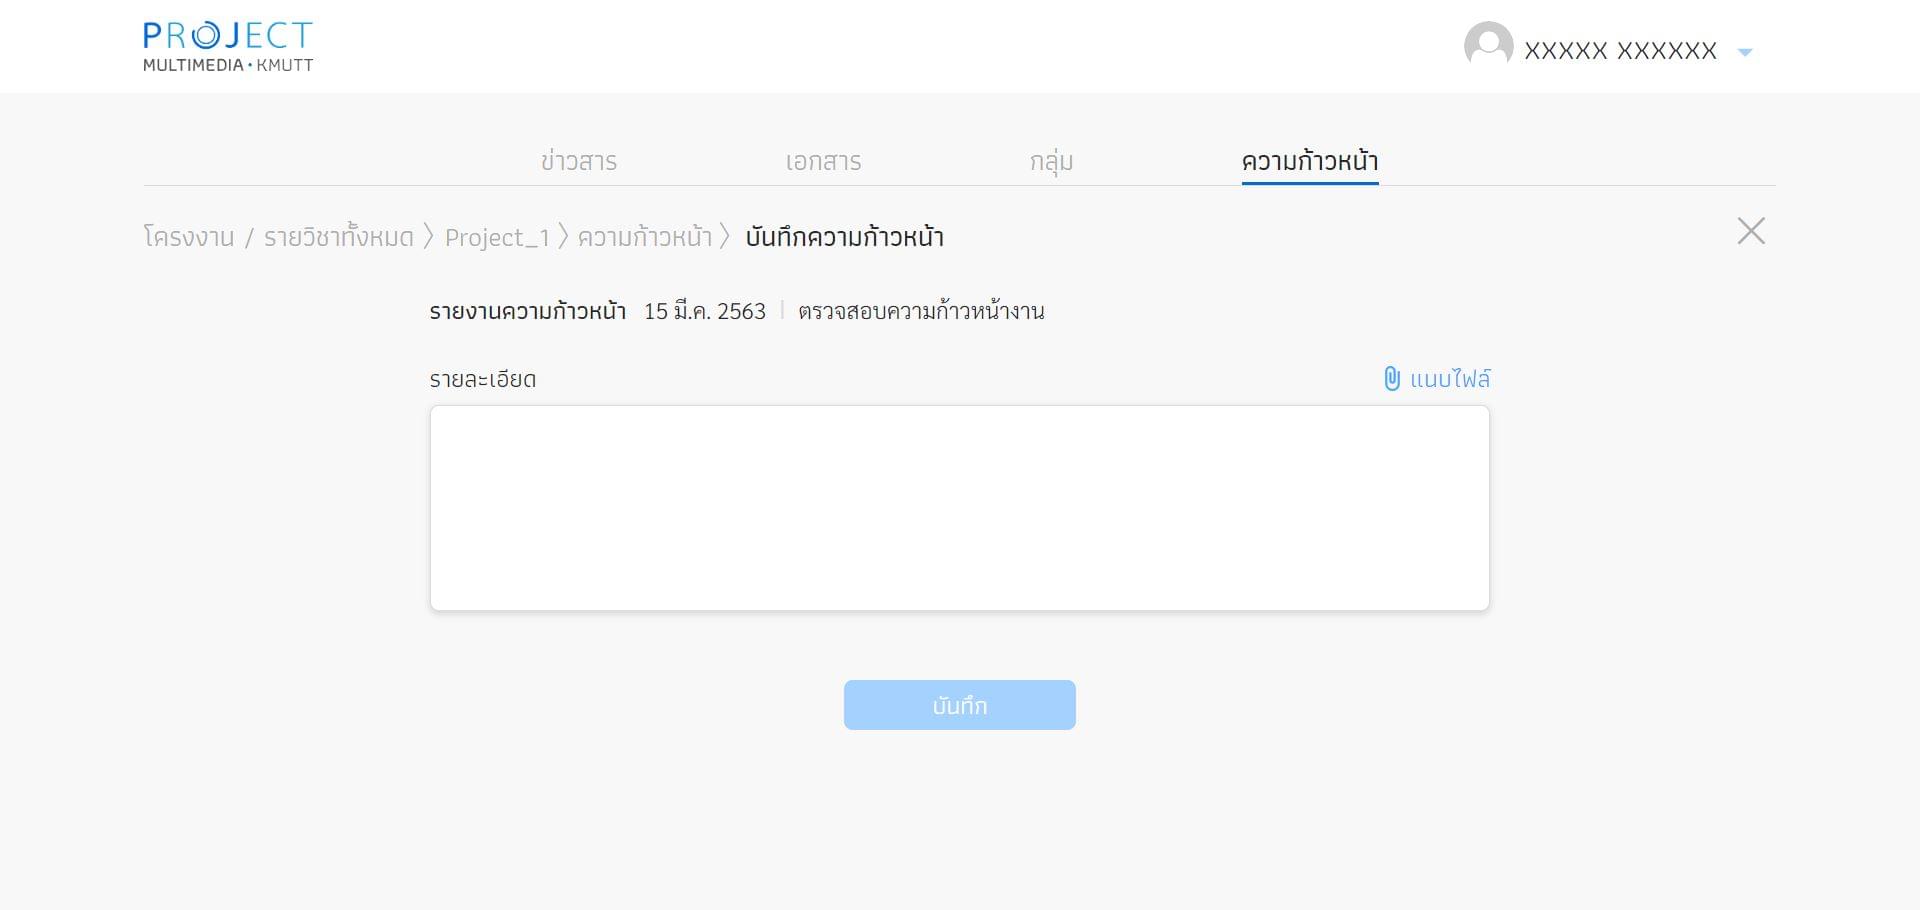 PROJECT
MULTIMEDIA • KMUTT
XXXXX XXXXXX
ข่าวสาร เอกสาร กลุ่ม ความก้าวหน้า
โครงงาน / รายวิชาทั้งหมด 〉 Project_1 〉 ความก้าวหน้า 〉 บันทึกความก้าวหน้า
รายงานความก้าวหน้า 15 มี.ค. 2563 | ตรวจสอบความก้าวหน้างาน
รายละเอียด แนบไฟล์
บันทึก